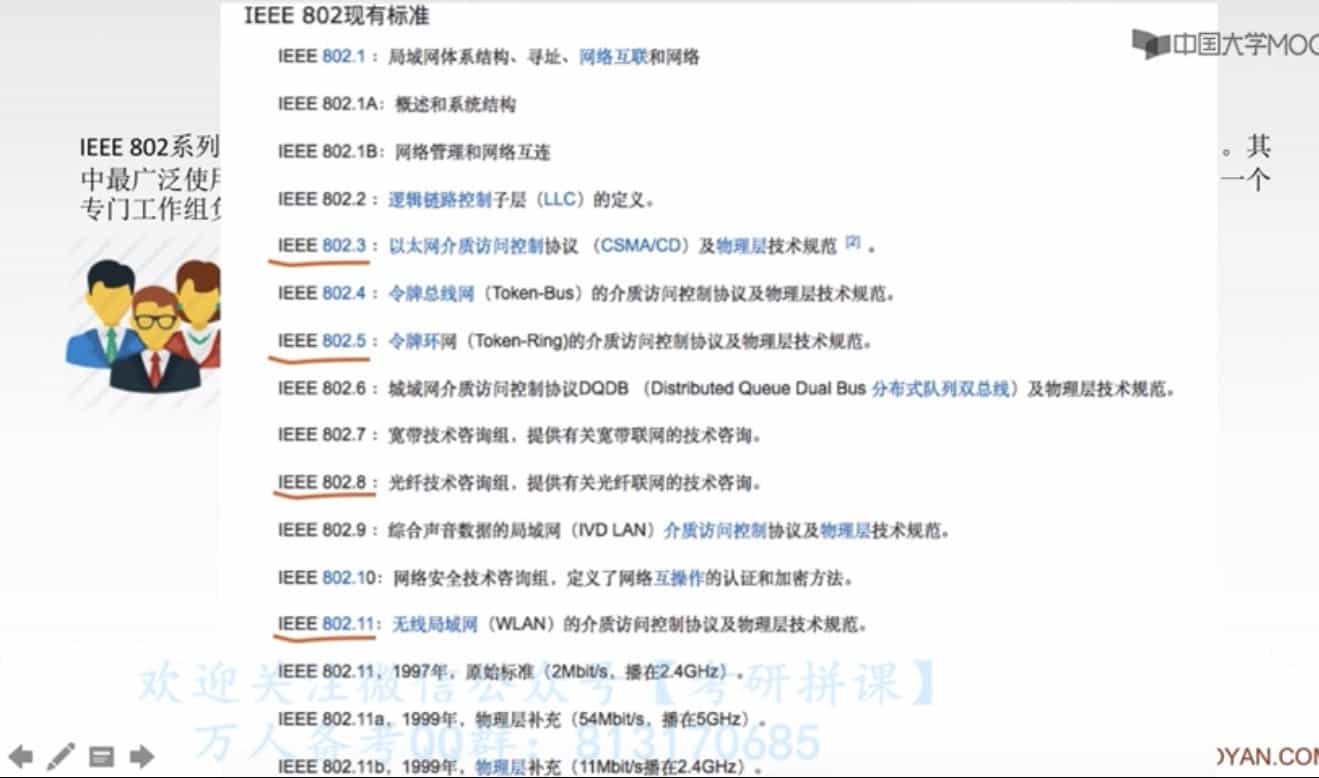 IEEE 802现有标准
IEEE 802.1 : 局域网体系结构、寻址、网络互联和网络
中国大学MOO
IEEE 802.1A: 概述和系统结构
IEEE 802系列
。其
IEEE 802.1B: 网络管理和网络互连
中最广泛使用
一个
IEEE 802.2 : 逻辑链路控制子层（LLC）的定义。
专门工作组负
IEEE 802.3 : 以太网介质访问控制协议 （CSMA/CD）及物理层技术规范 [2] 。
IEEE 802.4 : 令牌总线网（Token-Bus）的介质访问控制协议及物理层技术规范。
IEEE 802.5 : 令牌环网（Token-Ring)的介质访问控制协议及物理层技术规范。
IEEE 802.6 : 城域网介质访问控制协议DQDB （Distributed Queue Dual Bus 分布式队列双总线）及物理层技术规范。
IEEE 802.7 : 宽带技术咨询组，提供有关宽带联网的技术咨询。
IEEE 802.8 : 光纤技术咨询组，提供有关光纤联网的技术咨询。
IEEE 802.9 : 综合声音数据的局域网（IVD LAN）介质访问控制协议及物理层技术规范。
IEEE 802.10: 网络安全技术咨询组，定义了网络互操作的认证和加密方法。
IEEE 802.11: 无线局域网（WLAN）的介质访问控制协议及物理层技术规范。
IEEE 802.11，1997年，原始标准（2Mbit/s，播在2.4GHz）。
欢迎关注微信公众号【考研拼课】
IEEE 802.11a，1999年，物理层补充（54Mbit/s，播在5GHz）。
万人备考QQ群：813170685
IEEE 802.11b，1999年，物理层补充（11Mbit/s播在2.4GHz）。
OYAN.COM